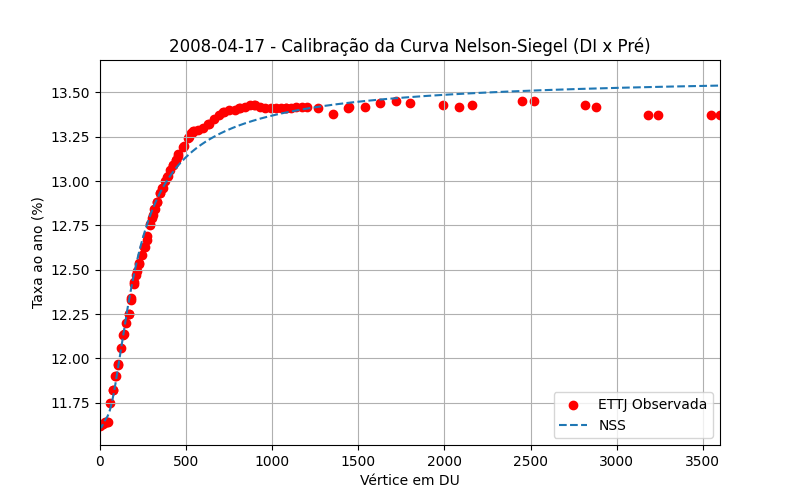 2008-04-17 - Calibração da Curva Nelson-Siegel (DI x Pré)
Taxa ao ano (%)
13.50
13.25
13.00
12.75
12.50
12.25
12.00
11.75
ETTJ Observada
NSS
0 500 1000 1500 2000 2500 3000 3500
Vértice em DU